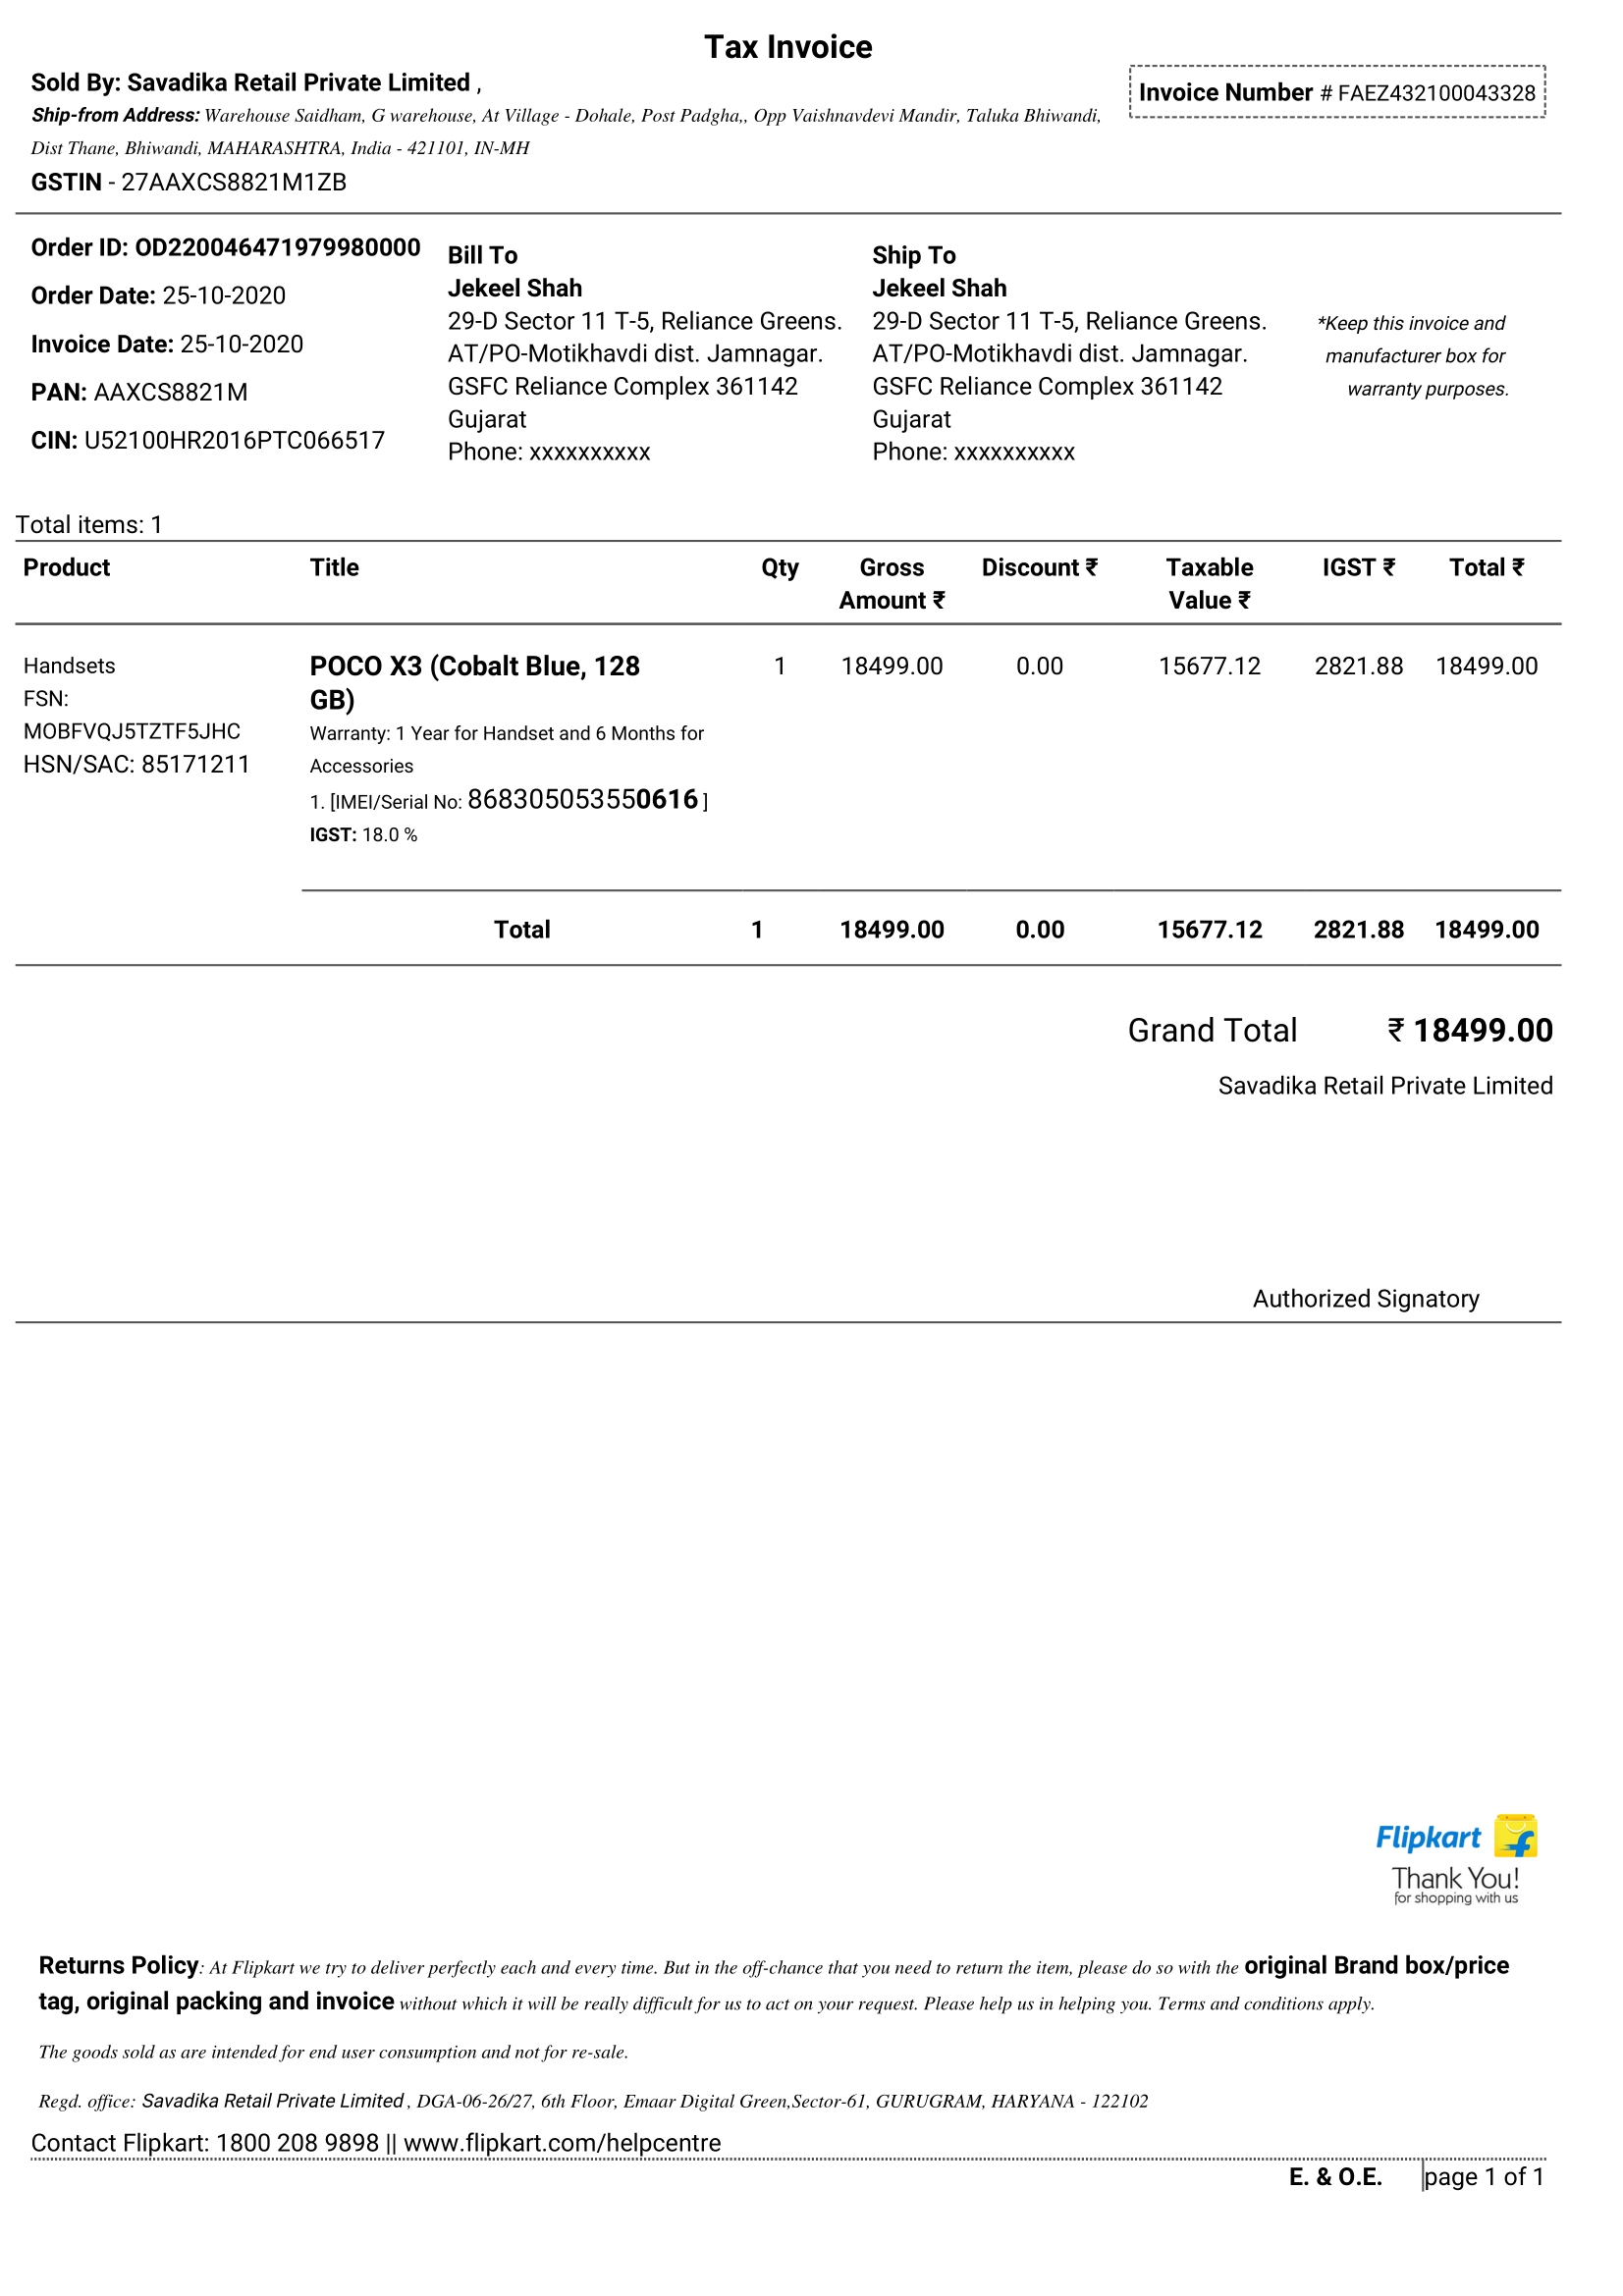 Tax Invoice
Sold By: Savadika Retail Private Limited ,
Invoice Number # FAEZ432100043328
Ship-from Address: Warehouse Saidham, G warehouse, At Village - Dohale, Post Padgha,, Opp Vaishnavdevi Mandir, Taluka Bhiwandi,
Dist Thane, Bhiwandi, MAHARASHTRA, India - 421101, IN-MH
GSTIN - 27AAXCS8821M1ZB
Order ID: OD220046471979980000
Order Date: 25-10-2020
Invoice Date: 25-10-2020
PAN: AAXCS8821M
CIN: U52100HR2016PTC066517
Bill To
Jekeel Shah
29-D Sector 11 T-5, Reliance Greens.
AT/PO-Motikhavdi dist. Jamnagar.
GSFC Reliance Complex 361142
Gujarat
Phone: xxxxxxxxxx
Ship To
Jekeel Shah
29-D Sector 11 T-5, Reliance Greens.
AT/PO-Motikhavdi dist. Jamnagar.
GSFC Reliance Complex 361142
Gujarat
Phone: xxxxxxxxxx
*Keep this invoice and
manufacturer box for
warranty purposes.
Total items: 1
Product Title Qty Gross Amount ₹ Discount ₹ Taxable Value ₹ IGST ₹ Total ₹
Handsets
FSN:
MOBFVQJ5TZTF5JHC
HSN/SAC: 85171211
POCO X3 (Cobalt Blue, 128
GB)
Warranty: 1 Year for Handset and 6 Months for
Accessories
1. [IMEI/Serial No: 868305053550616 ]
IGST: 18.0 %
1 18499.00 0.00 15677.12 2821.88 18499.00
Total 1 18499.00 0.00 15677.12 2821.88 18499.00
Grand Total ₹ 18499.00
Savadika Retail Private Limited
Authorized Signatory
Flipkart
Thank You!
for shopping with us
Returns Policy: At Flipkart we try to deliver perfectly each and every time. But in the off-chance that you need to return the item, please do so with the original Brand box/price
tag, original packing and invoice without which it will be really difficult for us to act on your request. Please help us in helping you. Terms and conditions apply.
The goods sold as are intended for end user consumption and not for re-sale.
Regd. office: Savadika Retail Private Limited , DGA-06-26/27, 6th Floor, Emaar Digital Green,Sector-61, GURUGRAM, HARYANA - 122102
Contact Flipkart: 1800 208 9898 || www.flipkart.com/helpcentre
E. & O.E. page 1 of 1